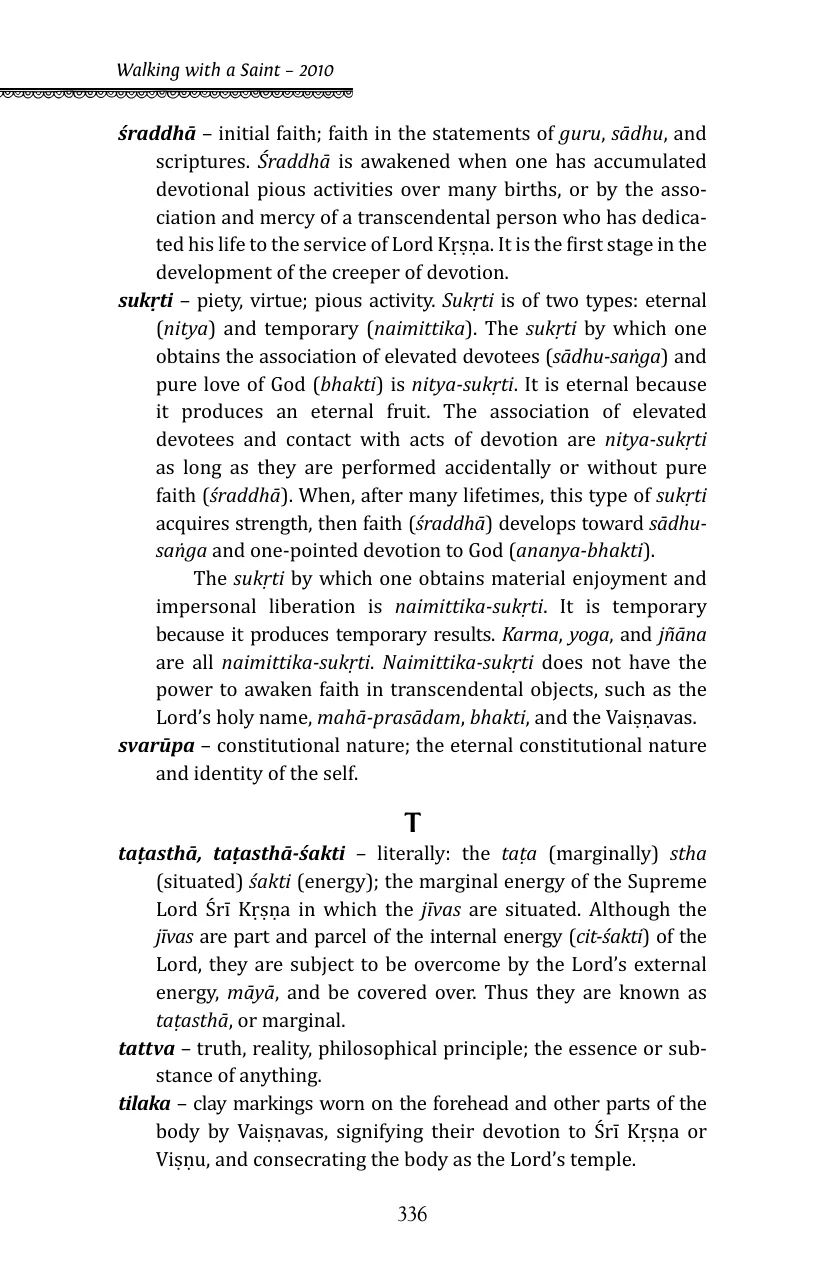 Walking with a Saint – 2010
śraddhā – initial faith; faith in the statements of guru, sādhu, and
scriptures. Śraddhā is awakened when one has accumulated
devotional pious activities over many births, or by the asso-
ciation and mercy of a transcendental person who has dedica-
ted his life to the service of Lord Kṛṣṇa. It is the first stage in the
development of the creeper of devotion.
sukṛti – piety, virtue; pious activity. Sukṛti is of two types: eternal
(nitya) and temporary (naimittika). The sukṛti by which one
obtains the association of elevated devotees (sādhu-saṅga) and
pure love of God (bhakti) is nitya-sukṛti. It is eternal because
it produces an eternal fruit. The association of elevated
devotees and contact with acts of devotion are nitya-sukṛti
as long as they are performed accidentally or without pure
faith (śraddhā). When, after many lifetimes, this type of sukṛti
acquires strength, then faith (śraddhā) develops toward sādhu-
saṅga and one-pointed devotion to God (ananya-bhakti).
The sukṛti by which one obtains material enjoyment and
impersonal liberation is naimittika-sukṛti. It is temporary
because it produces temporary results. Karma, yoga, and jñāna
are all naimittika-sukṛti. Naimittika-sukṛti does not have the
power to awaken faith in transcendental objects, such as the
Lord’s holy name, mahā-prasādam, bhakti, and the Vaiṣṇavas.
svarūpa – constitutional nature; the eternal constitutional nature
and identity of the self.
T
taṭasthā, taṭasthā-śakti – literally: the taṭa (marginally) stha
(situated) śakti (energy); the marginal energy of the Supreme
Lord Śrī Kṛṣṇa in which the jīvas are situated. Although the
jīvas are part and parcel of the internal energy (cit-śakti) of the
Lord, they are subject to be overcome by the Lord’s external
energy, māyā, and be covered over. Thus they are known as
taṭasthā, or marginal.
tattva – truth, reality, philosophical principle; the essence or sub-
stance of anything.
tilaka – clay markings worn on the forehead and other parts of the
body by Vaiṣṇavas, signifying their devotion to Śrī Kṛṣṇa or
Viṣṇu, and consecrating the body as the Lord’s temple.
336